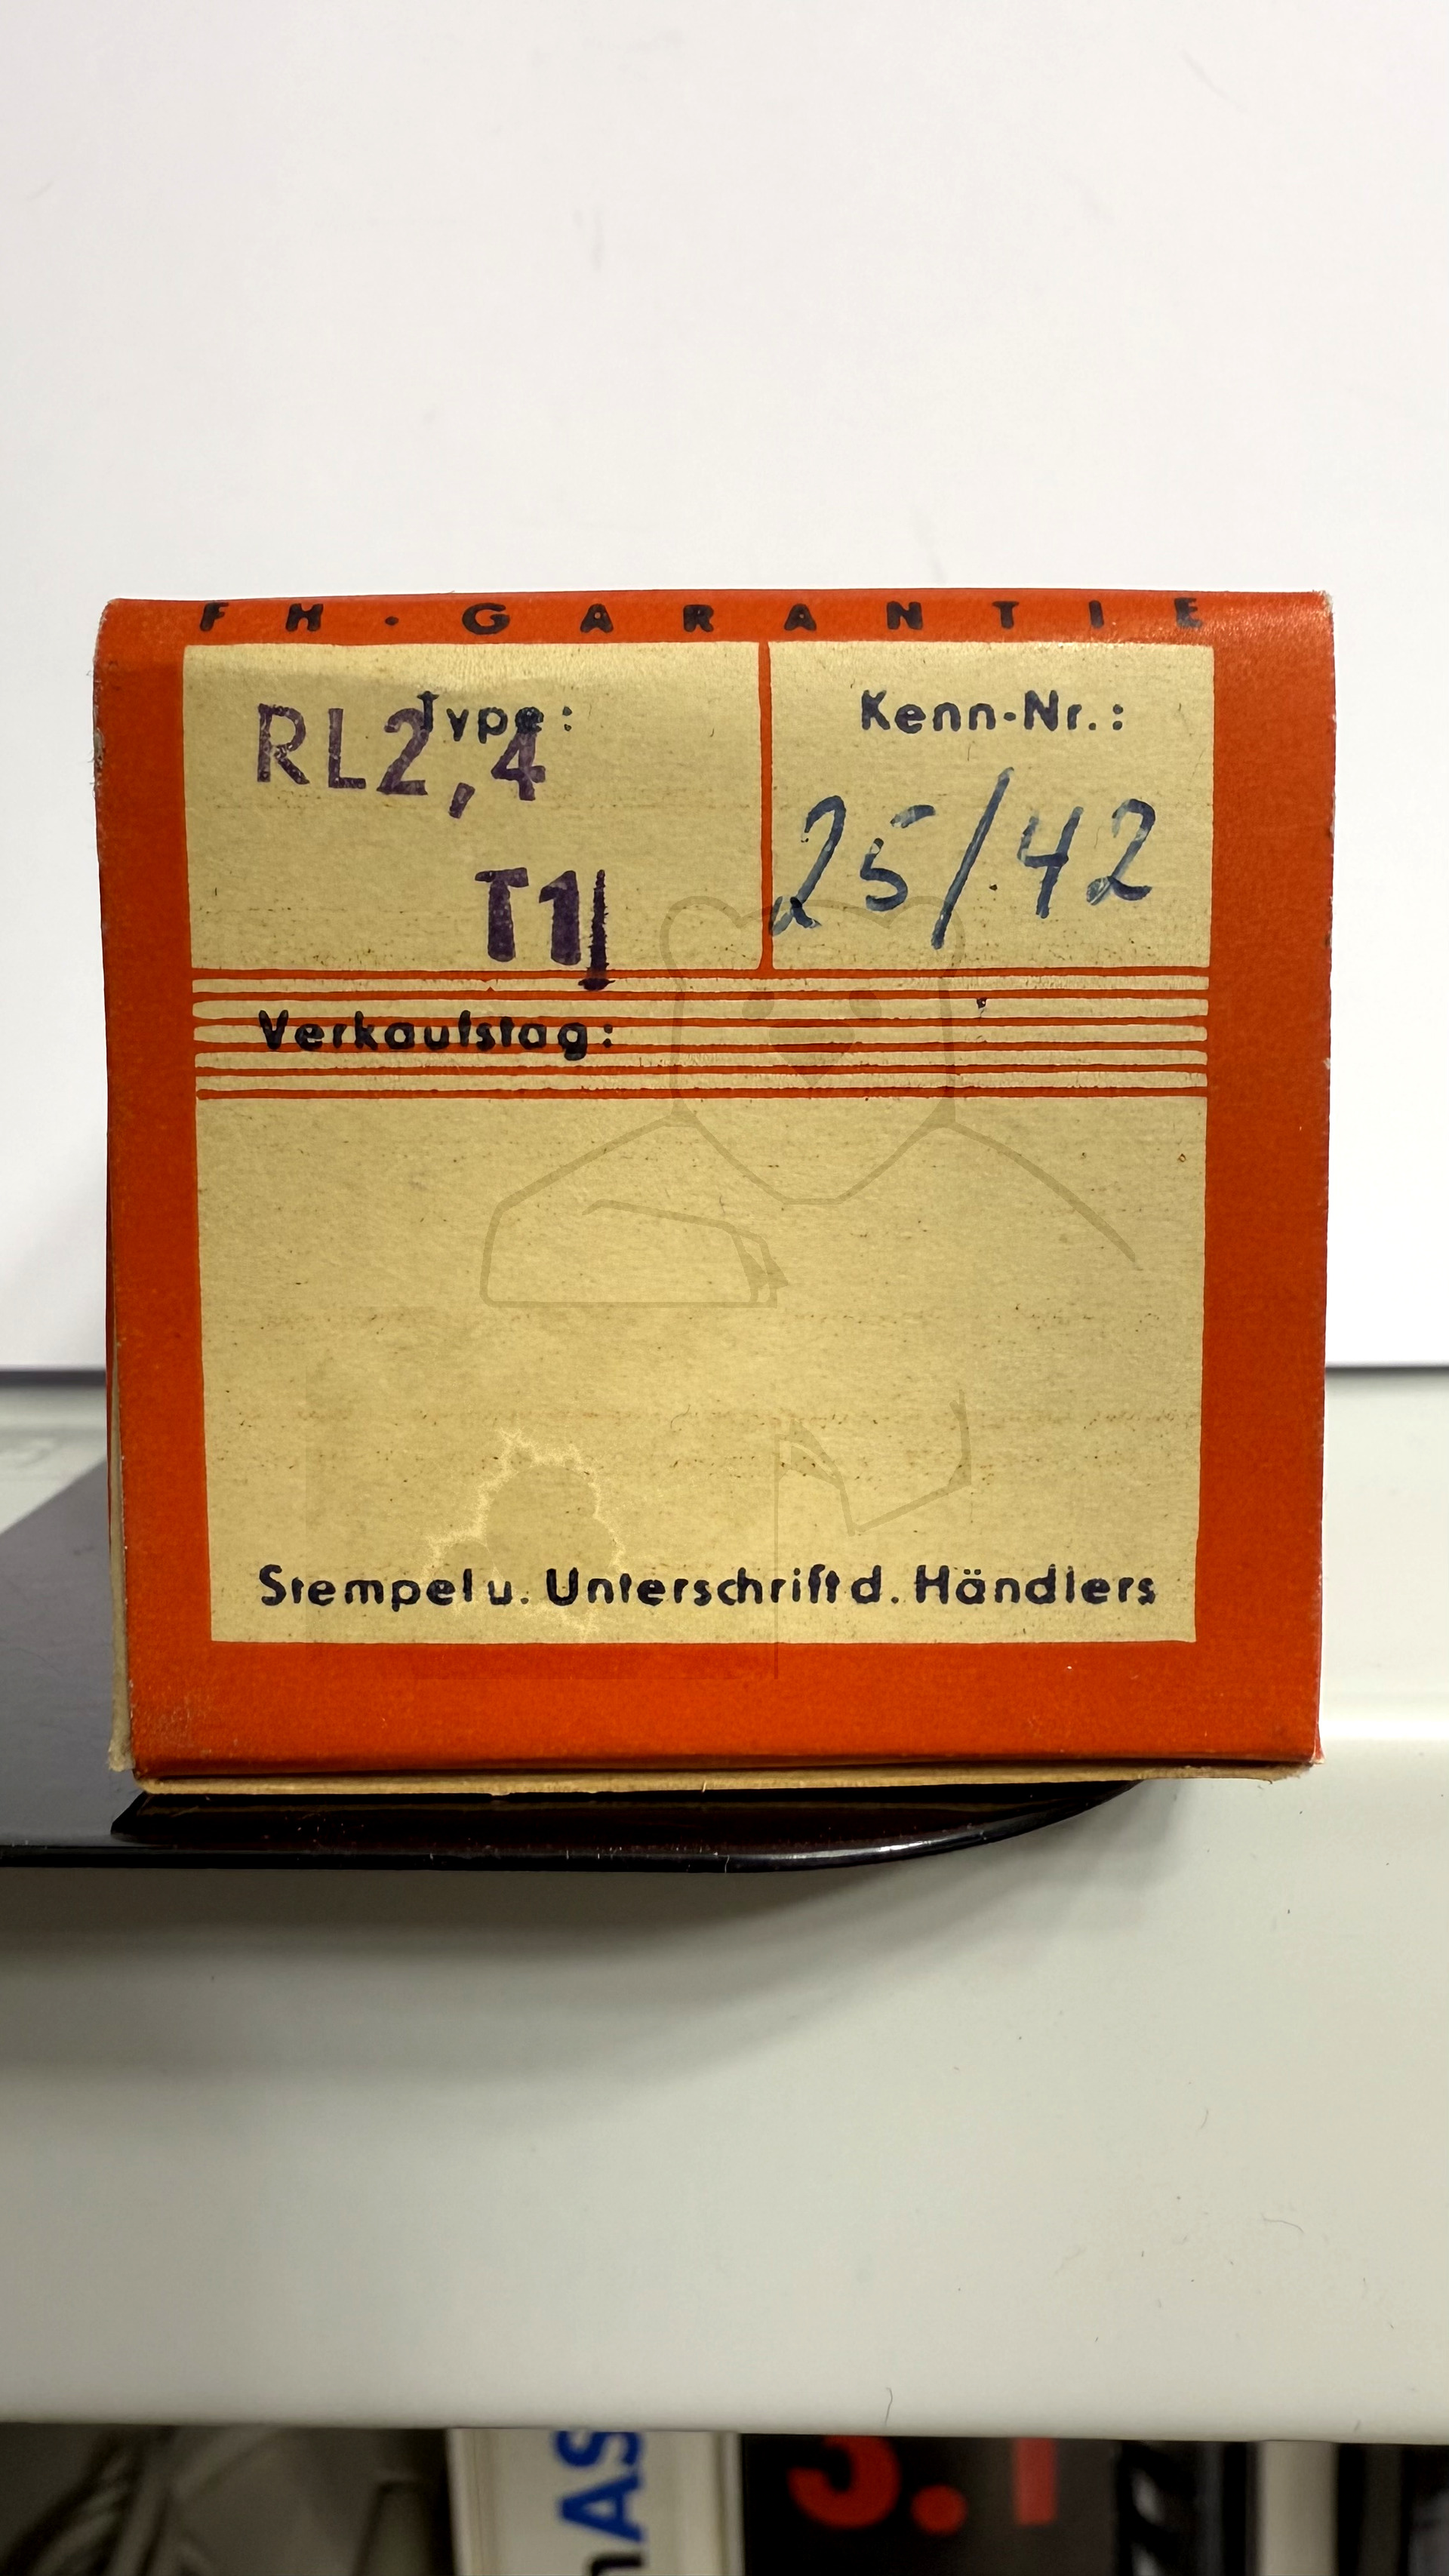 FH·GARANTIE
Type:
RL2,4
T1
Kenn-Nr.:
25/42
Verkaufstag:
Stempel u. Unterschrift d. Händlers